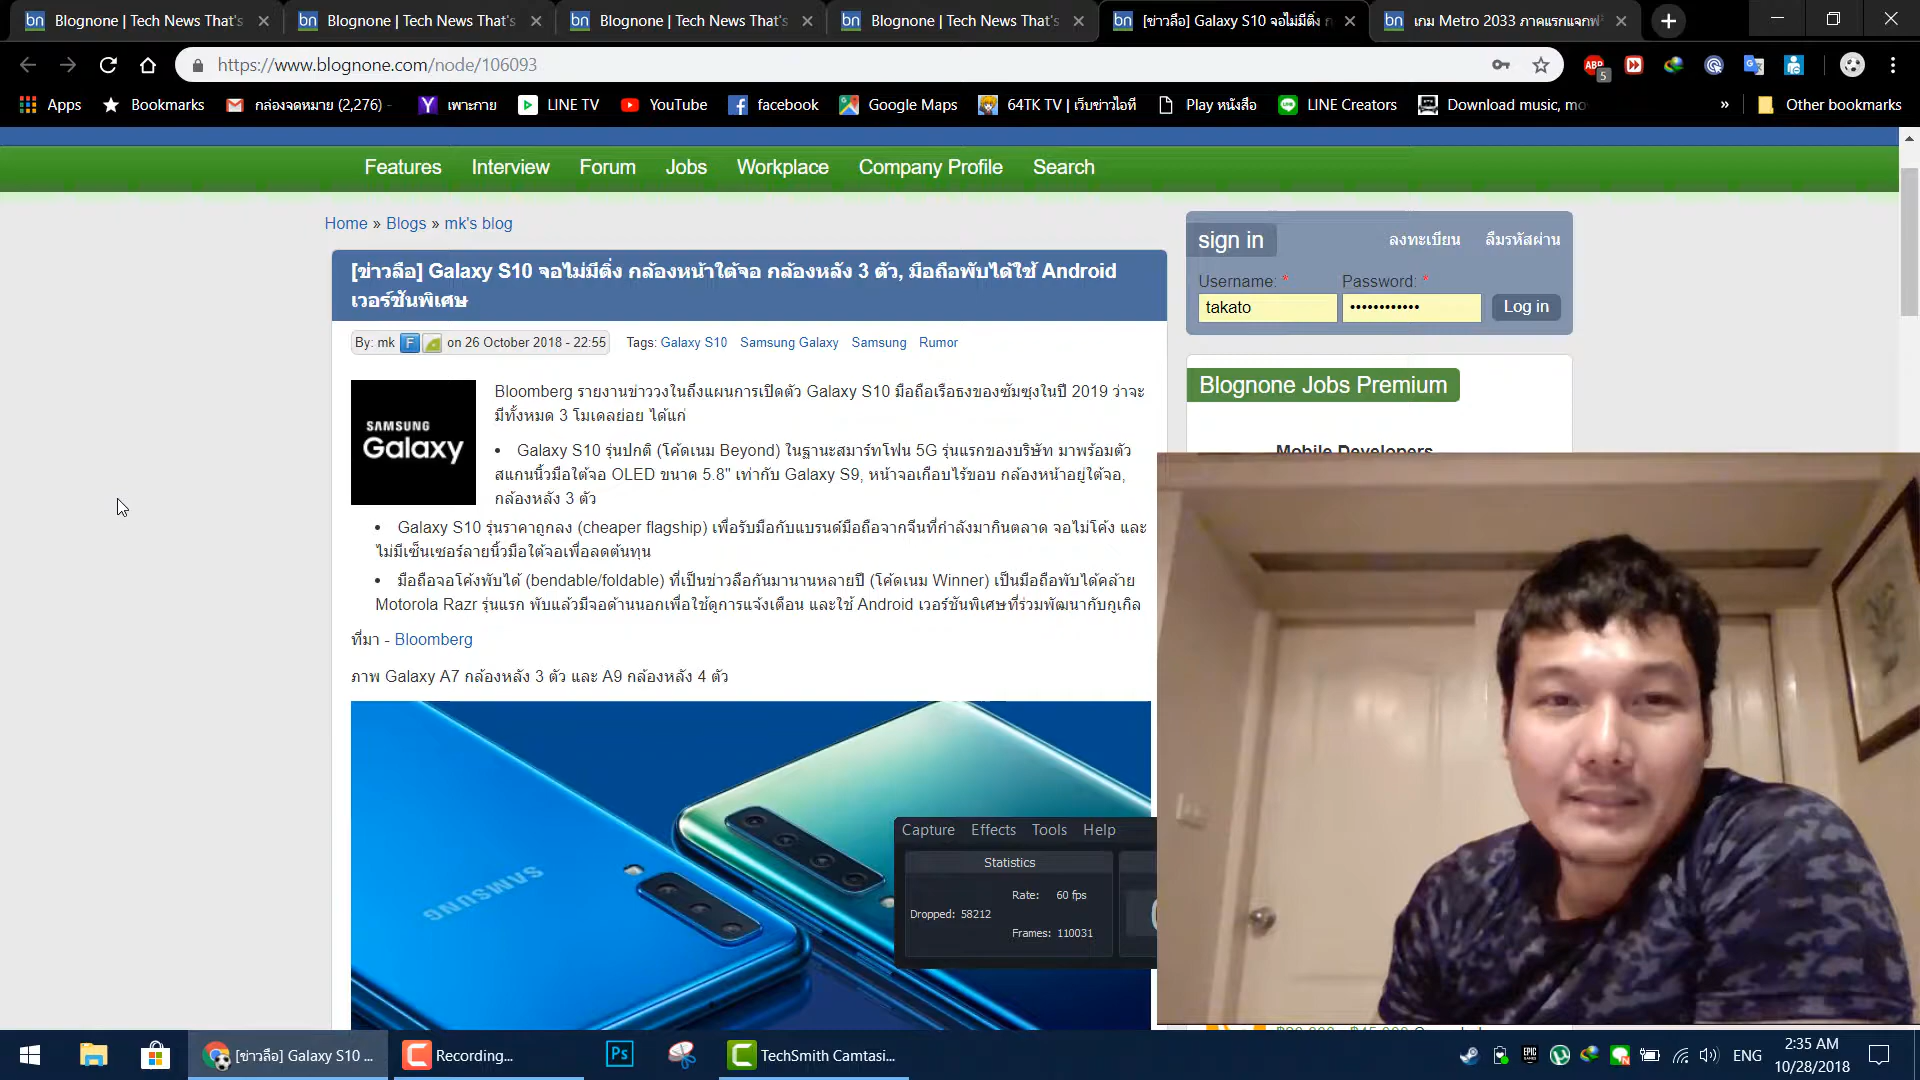 Blognone | Tech News That's
Blognone | Tech News That's
Blognone | Tech News That's
Blognone | Tech News That's
[ข่าวลือ] Galaxy S10 จอไม่มีติ่ง ก
เกม Metro 2033 ภาคแรกแจกฟ
https://www.blognone.com/node/106093
ABP 5
Apps
Bookmarks
กล่องจดหมาย (2,276) -
เพาะกาย
LINE TV
YouTube
facebook
Google Maps
64TK TV | เว็บข่าวไอที
Play หนังสือ
LINE Creators
Download music, mo
»
Other bookmarks
Features Interview Forum Jobs Workplace Company Profile Search
Home » Blogs » mk's blog
[ข่าวลือ] Galaxy S10 จอไม่มีติ่ง กล้องหน้าใต้จอ กล้องหลัง 3 ตัว, มือถือพับได้ใช้ Android
เวอร์ชันพิเศษ
By: mk F on 26 October 2018 - 22:55 Tags: Galaxy S10 Samsung Galaxy Samsung Rumor
SAMSUNG
Galaxy
Bloomberg รายงานข่าววงในถึงแผนการเปิดตัว Galaxy S10 มือถือเรือธงของซัมซุงในปี 2019 ว่าจะ
มีทั้งหมด 3 โมเดลย่อย ได้แก่
• Galaxy S10 รุ่นปกติ (โค้ดเนม Beyond) ในฐานะสมาร์ทโฟน 5G รุ่นแรกของบริษัท มาพร้อมตัว
สแกนนิ้วมือใต้จอ OLED ขนาด 5.8" เท่ากับ Galaxy S9, หน้าจอเกือบไร้ขอบ กล้องหน้าอยู่ใต้จอ,
กล้องหลัง 3 ตัว
• Galaxy S10 รุ่นราคาถูกลง (cheaper flagship) เพื่อรับมือกับแบรนด์มือถือจากจีนที่กำลังมากินตลาด จอไม่โค้ง และ
ไม่มีเซ็นเซอร์ลายนิ้วมือใต้จอเพื่อลดต้นทุน
• มือถือจอโค้งพับได้ (bendable/foldable) ที่เป็นข่าวลือกันมานานหลายปี (โค้ดเนม Winner) เป็นมือถือพับได้คล้าย
Motorola Razr รุ่นแรก พับแล้วมีจอด้านนอกเพื่อใช้ดูการแจ้งเตือน และใช้ Android เวอร์ชันพิเศษที่ร่วมพัฒนากับกูเกิล
ที่มา - Bloomberg
ภาพ Galaxy A7 กล้องหลัง 3 ตัว และ A9 กล้องหลัง 4 ตัว
SAMSUNG
sign in ลงทะเบียน ลืมรหัสผ่าน
Username: * Password: *
takato •••••••••••• Log in
Blognone Jobs Premium
Mobile Developers
Capture Effects Tools Help
Statistics
Rate: 60 fps
Dropped: 58212
Frames: 110031
[ข่าวลือ] Galaxy S10 ...
Recording...
Ps
TechSmith Camtasi...
ENG
2:35 AM
10/28/2018